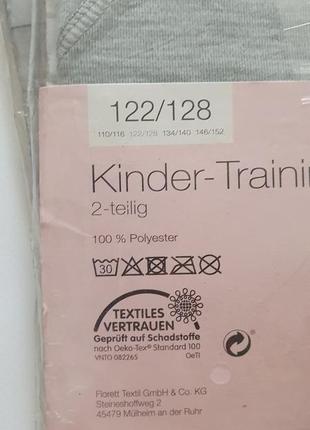 122/128
110/116 122/128 134/140 146/152
Kinder-Traini
2-teilig
100 % Polyester
30
TEXTILES
VERTRAUEN
Geprüft auf Schadstoffe
nach Oeko-Tex® Standard 100
VNTO 082265 OeTI
Florett Textil GmbH & Co. KG
Steineshoffweg 2
45479 Mülheim an der Ruhr